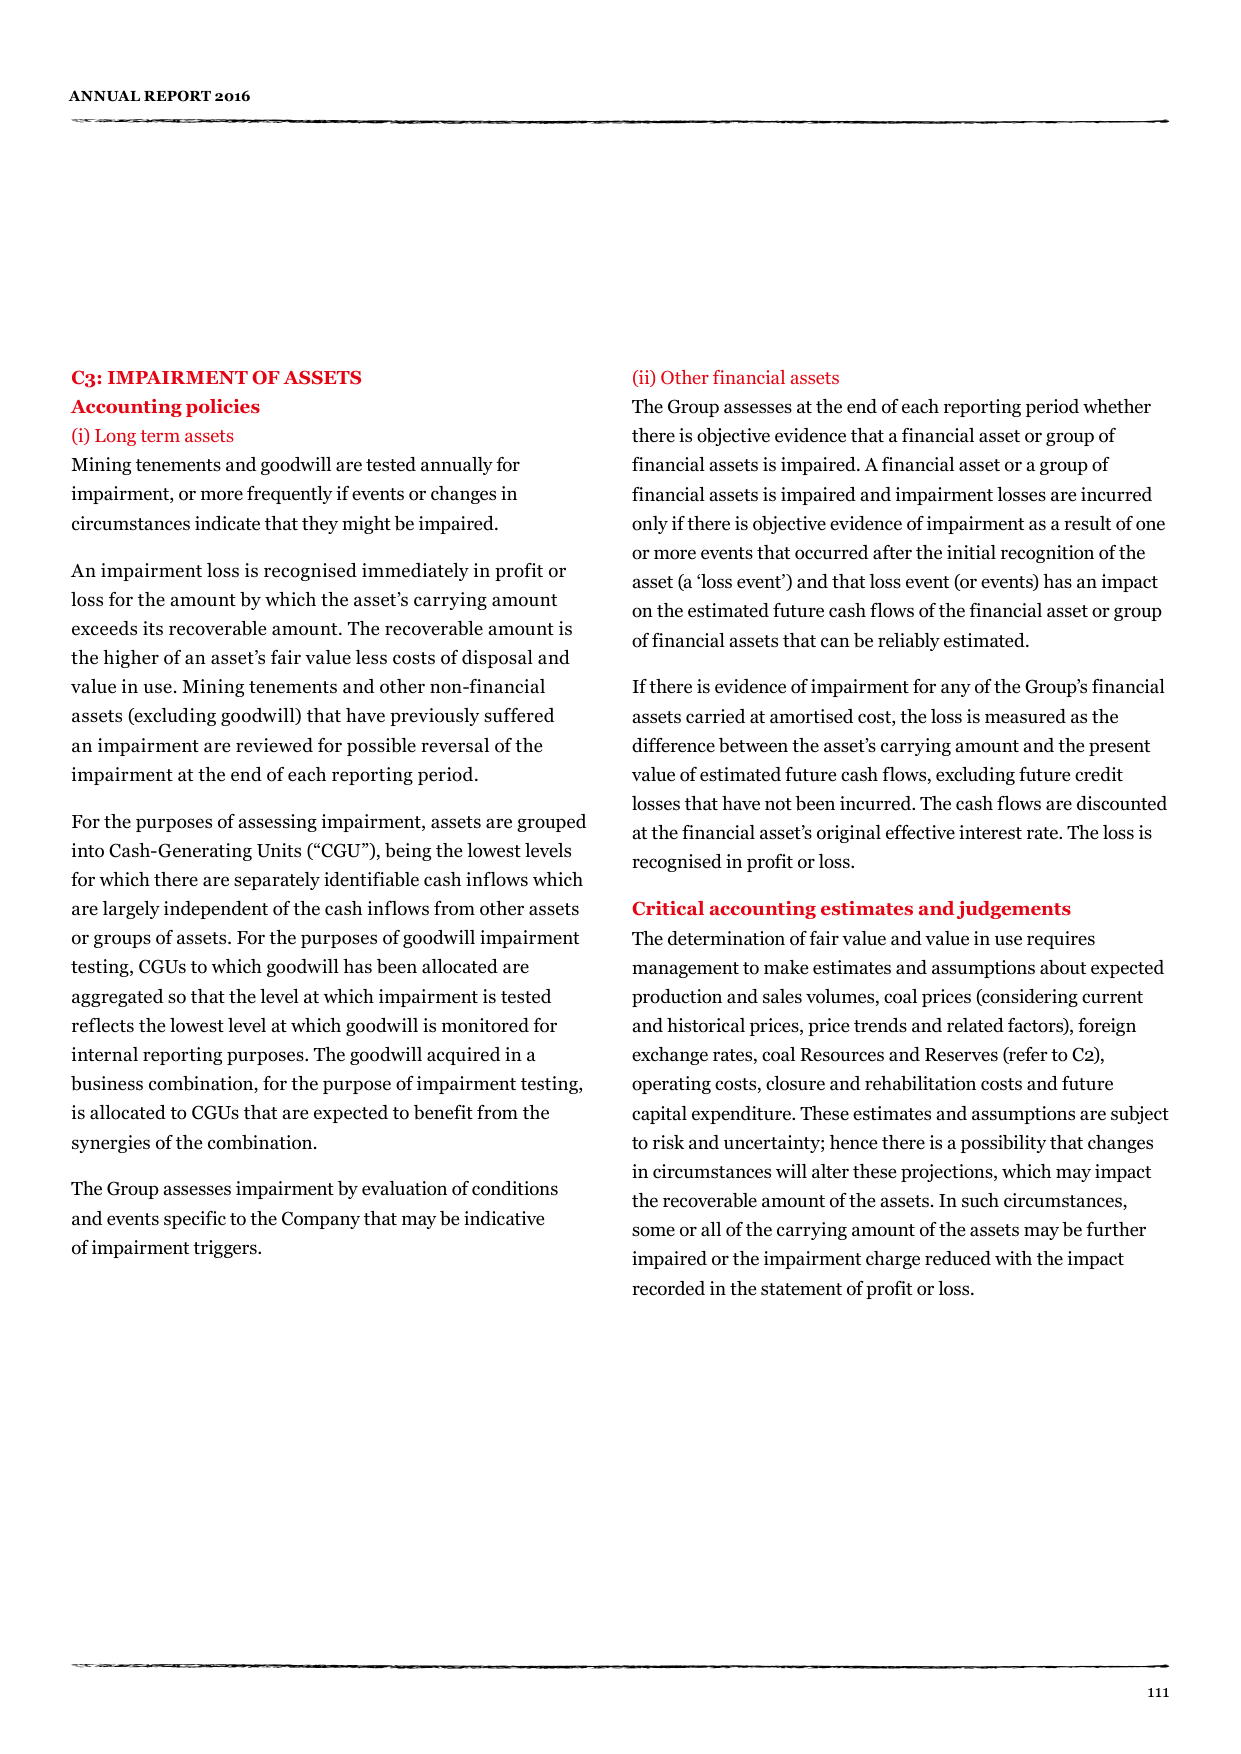 ANNUAL REPORT 2016
C3: IMPAIRMENT OF ASSETS
Accounting policies
(i) Long term assets
Mining tenements and goodwill are tested annually for
impairment, or more frequently if events or changes in
circumstances indicate that they might be impaired.
An impairment loss is recognised immediately in profit or
loss for the amount by which the asset’s carrying amount
exceeds its recoverable amount. The recoverable amount is
the higher of an asset’s fair value less costs of disposal and
value in use. Mining tenements and other non-financial
assets (excluding goodwill) that have previously suffered
an impairment are reviewed for possible reversal of the
impairment at the end of each reporting period.
For the purposes of assessing impairment, assets are grouped
into Cash-Generating Units (“CGU”), being the lowest levels
for which there are separately identifiable cash inflows which
are largely independent of the cash inflows from other assets
or groups of assets. For the purposes of goodwill impairment
testing, CGUs to which goodwill has been allocated are
aggregated so that the level at which impairment is tested
reflects the lowest level at which goodwill is monitored for
internal reporting purposes. The goodwill acquired in a
business combination, for the purpose of impairment testing,
is allocated to CGUs that are expected to benefit from the
synergies of the combination.
The Group assesses impairment by evaluation of conditions
and events specific to the Company that may be indicative
of impairment triggers.
(ii) Other financial assets
The Group assesses at the end of each reporting period whether
there is objective evidence that a financial asset or group of
financial assets is impaired. A financial asset or a group of
financial assets is impaired and impairment losses are incurred
only if there is objective evidence of impairment as a result of one
or more events that occurred after the initial recognition of the
asset (a ‘loss event’) and that loss event (or events) has an impact
on the estimated future cash flows of the financial asset or group
of financial assets that can be reliably estimated.
If there is evidence of impairment for any of the Group’s financial
assets carried at amortised cost, the loss is measured as the
difference between the asset’s carrying amount and the present
value of estimated future cash flows, excluding future credit
losses that have not been incurred. The cash flows are discounted
at the financial asset’s original effective interest rate. The loss is
recognised in profit or loss.
Critical accounting estimates and judgements
The determination of fair value and value in use requires
management to make estimates and assumptions about expected
production and sales volumes, coal prices (considering current
and historical prices, price trends and related factors), foreign
exchange rates, coal Resources and Reserves (refer to C2),
operating costs, closure and rehabilitation costs and future
capital expenditure. These estimates and assumptions are subject
to risk and uncertainty; hence there is a possibility that changes
in circumstances will alter these projections, which may impact
the recoverable amount of the assets. In such circumstances,
some or all of the carrying amount of the assets may be further
impaired or the impairment charge reduced with the impact
recorded in the statement of profit or loss.
111